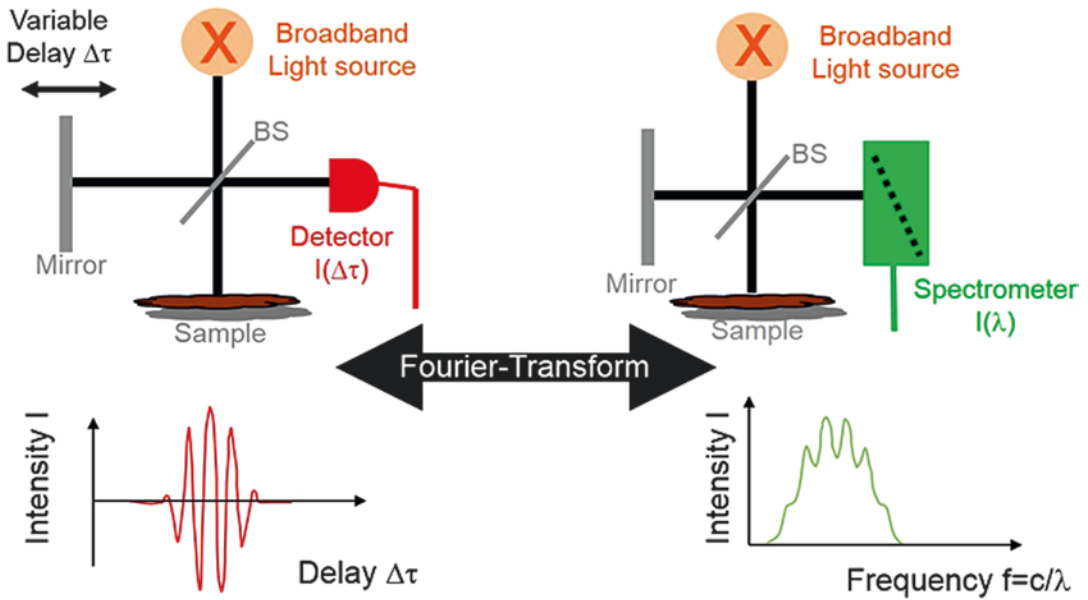 Variable
Delay Δτ
X
Broadband
Light source
BS
Mirror
Detector
I(Δτ)
Sample
X
Broadband
Light source
BS
Mirror
Spectrometer
I(λ)
Sample
Fourier-Transform
Intensity I
Delay Δτ
Intensity I
Frequency f=c/λ